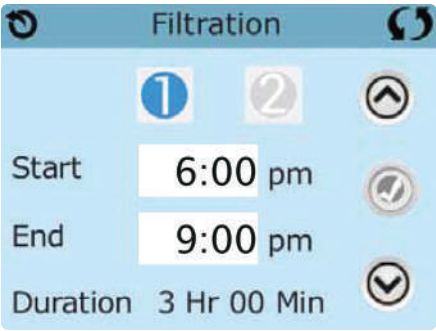 Filtration
1 2
Start 6:00 pm
End 9:00 pm
Duration 3 Hr 00 Min